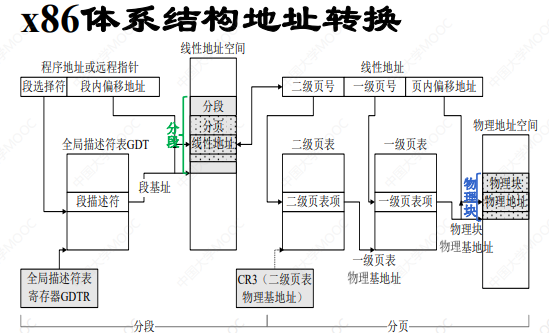 x86体系结构地址转换
程序地址或远程指针
线性地址空间
线性地址
段选择符
段内偏移地址
二级页号
一级页号
页内偏移地址
分段
分段
分页
线性地址
物理地址空间
全局描述符表GDT
二级页表
一级页表
段描述符
段基址
二级页表项
一级页表项
物理块
物理块
物理地址
物理块
物理基地址
全局描述符表
寄存器GDTR
CR3（二级页表
物理基地址）
一级页表
物理基地址
分段
分页